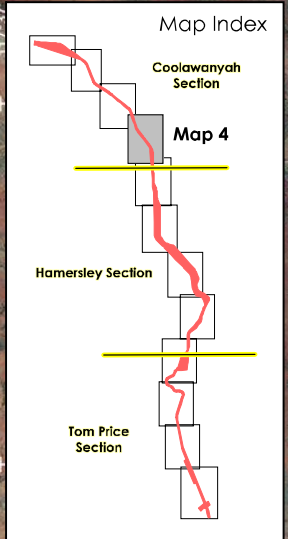 Map Index
Coolawanyah
Section
Map 4
Hamersley Section
Tom Price
Section